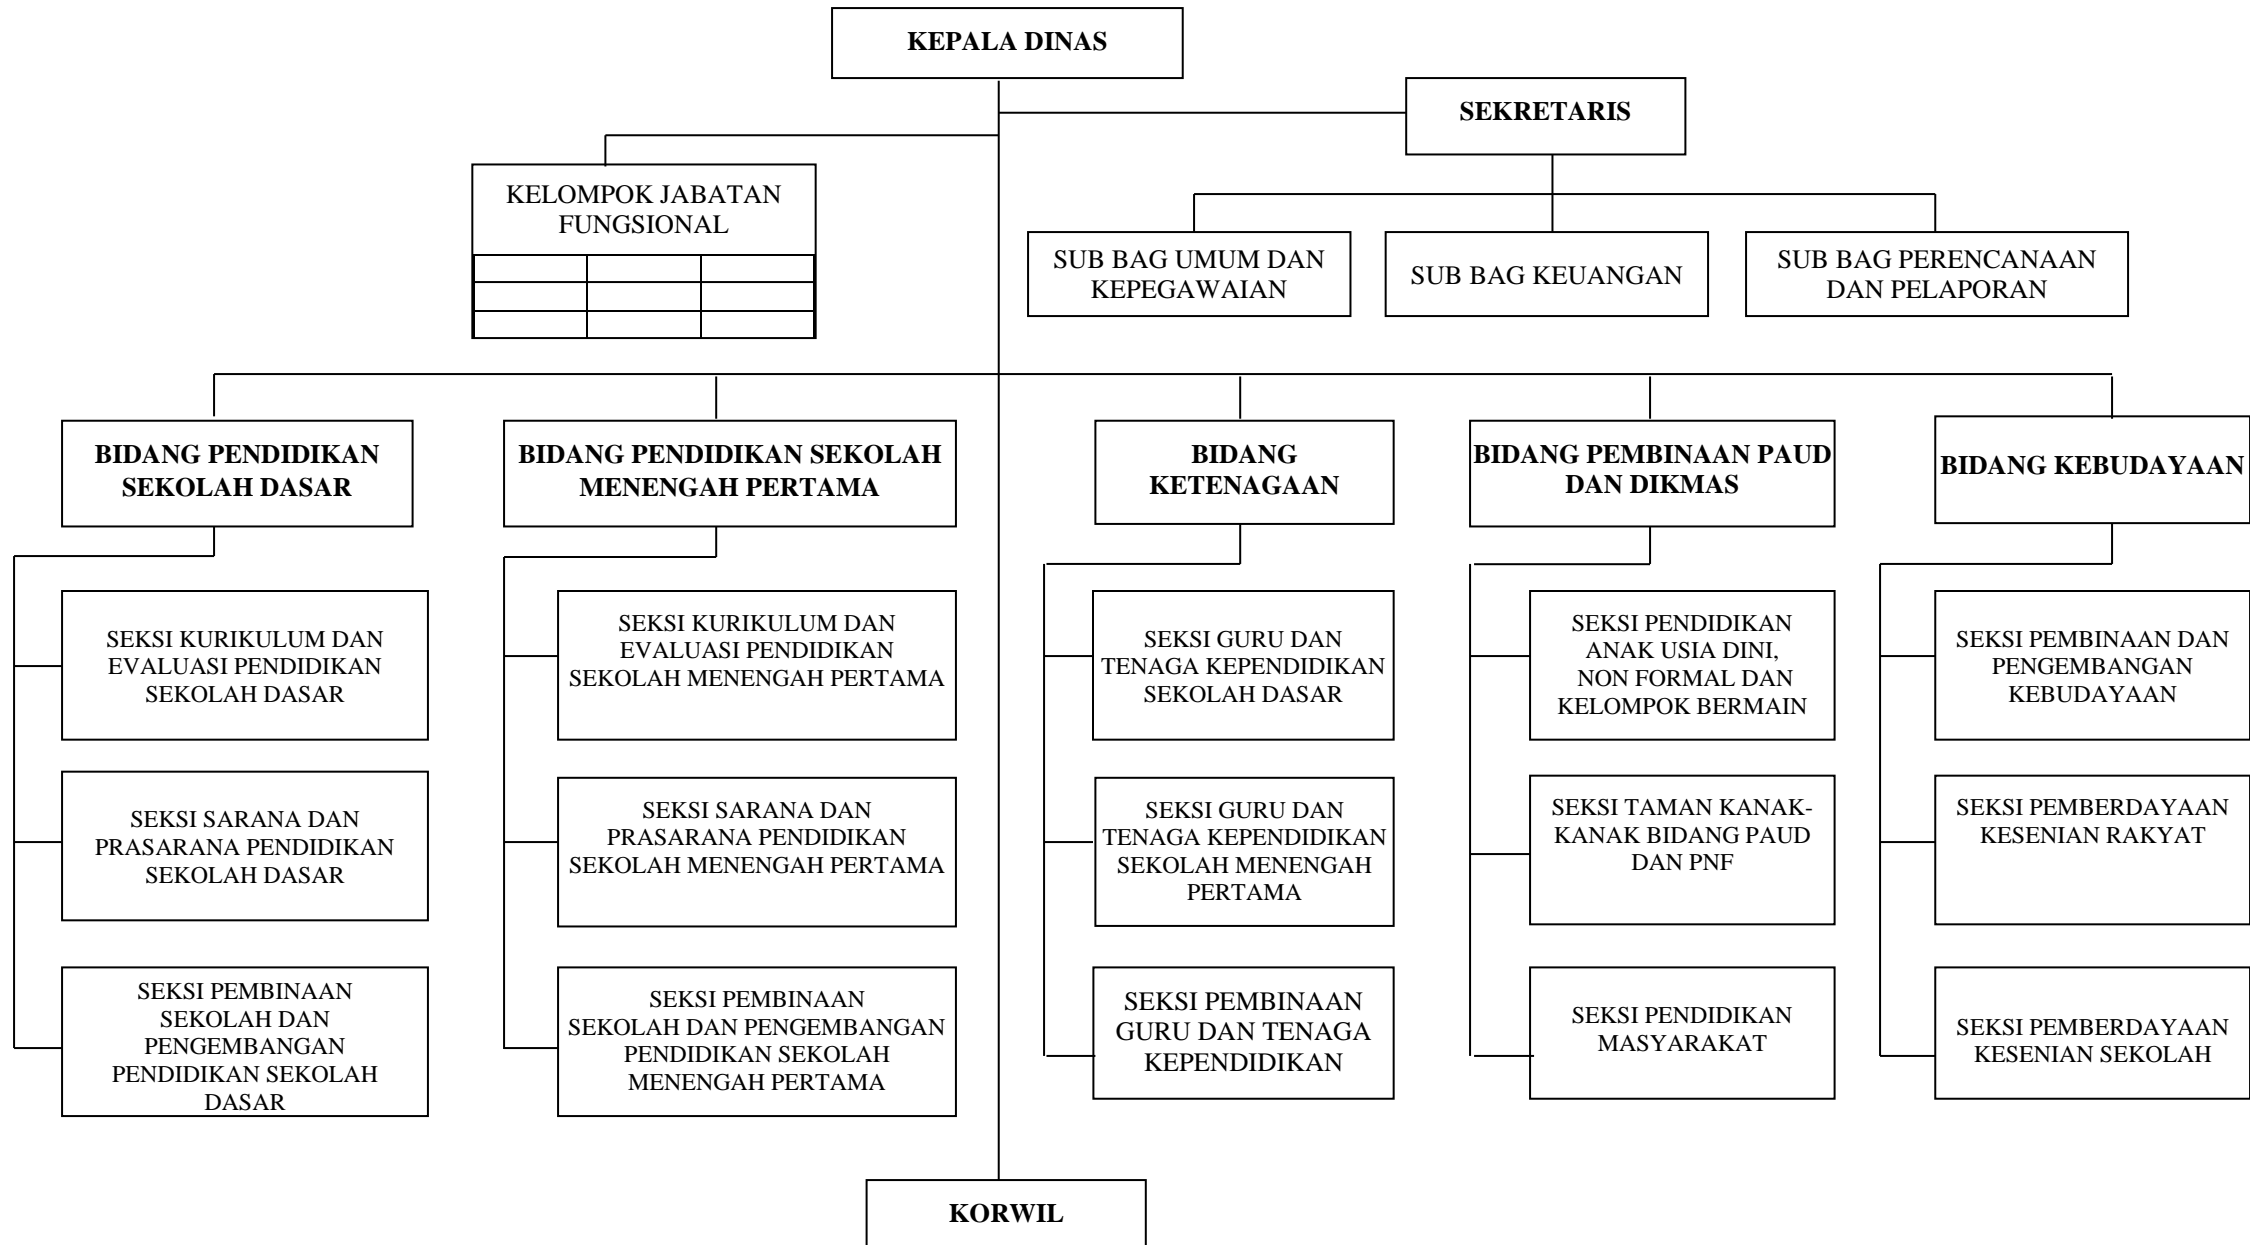 KEPALA DINAS
SEKRETARIS
KELOMPOK JABATAN
FUNGSIONAL
SUB BAG UMUM DAN
KEPEGAWAIAN
SUB BAG KEUANGAN
SUB BAG PERENCANAAN
DAN PELAPORAN
BIDANG PENDIDIKAN
SEKOLAH DASAR
BIDANG PENDIDIKAN SEKOLAH
MENENGAH PERTAMA
BIDANG
KETENAGAAN
BIDANG PEMBINAAN PAUD
DAN DIKMAS
BIDANG KEBUDAYAAN
SEKSI KURIKULUM DAN
EVALUASI PENDIDIKAN
SEKOLAH DASAR
SEKSI KURIKULUM DAN
EVALUASI PENDIDIKAN
SEKOLAH MENENGAH PERTAMA
SEKSI GURU DAN
TENAGA KEPENDIDIKAN
SEKOLAH DASAR
SEKSI PENDIDIKAN
ANAK USIA DINI,
NON FORMAL DAN
KELOMPOK BERMAIN
SEKSI PEMBINAAN DAN
PENGEMBANGAN
KEBUDAYAAN
SEKSI SARANA DAN
PRASARANA PENDIDIKAN
SEKOLAH DASAR
SEKSI SARANA DAN
PRASARANA PENDIDIKAN
SEKOLAH MENENGAH PERTAMA
SEKSI GURU DAN
TENAGA KEPENDIDIKAN
SEKOLAH MENENGAH
PERTAMA
SEKSI TAMAN KANAK-
KANAK BIDANG PAUD
DAN PNF
SEKSI PEMBERDAYAAN
KESENIAN RAKYAT
SEKSI PEMBINAAN
SEKOLAH DAN
PENGEMBANGAN
PENDIDIKAN SEKOLAH
DASAR
SEKSI PEMBINAAN
SEKOLAH DAN PENGEMBANGAN
PENDIDIKAN SEKOLAH
MENENGAH PERTAMA
SEKSI PEMBINAAN
GURU DAN TENAGA
KEPENDIDIKAN
SEKSI PENDIDIKAN
MASYARAKAT
SEKSI PEMBERDAYAAN
KESENIAN SEKOLAH
KORWIL